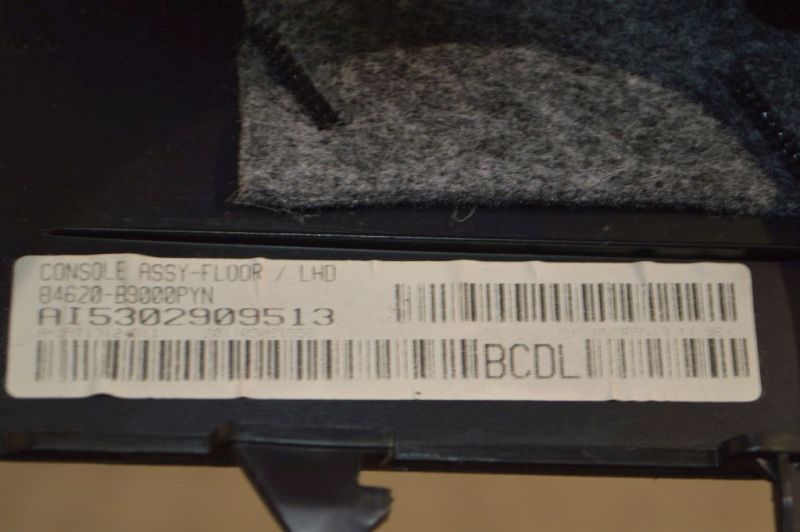 CONSOLE ASSY-FLOOR / LHD
84620-B9000PYN
AI5302909513
BCDL